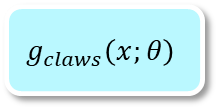 g_claws(x; θ)